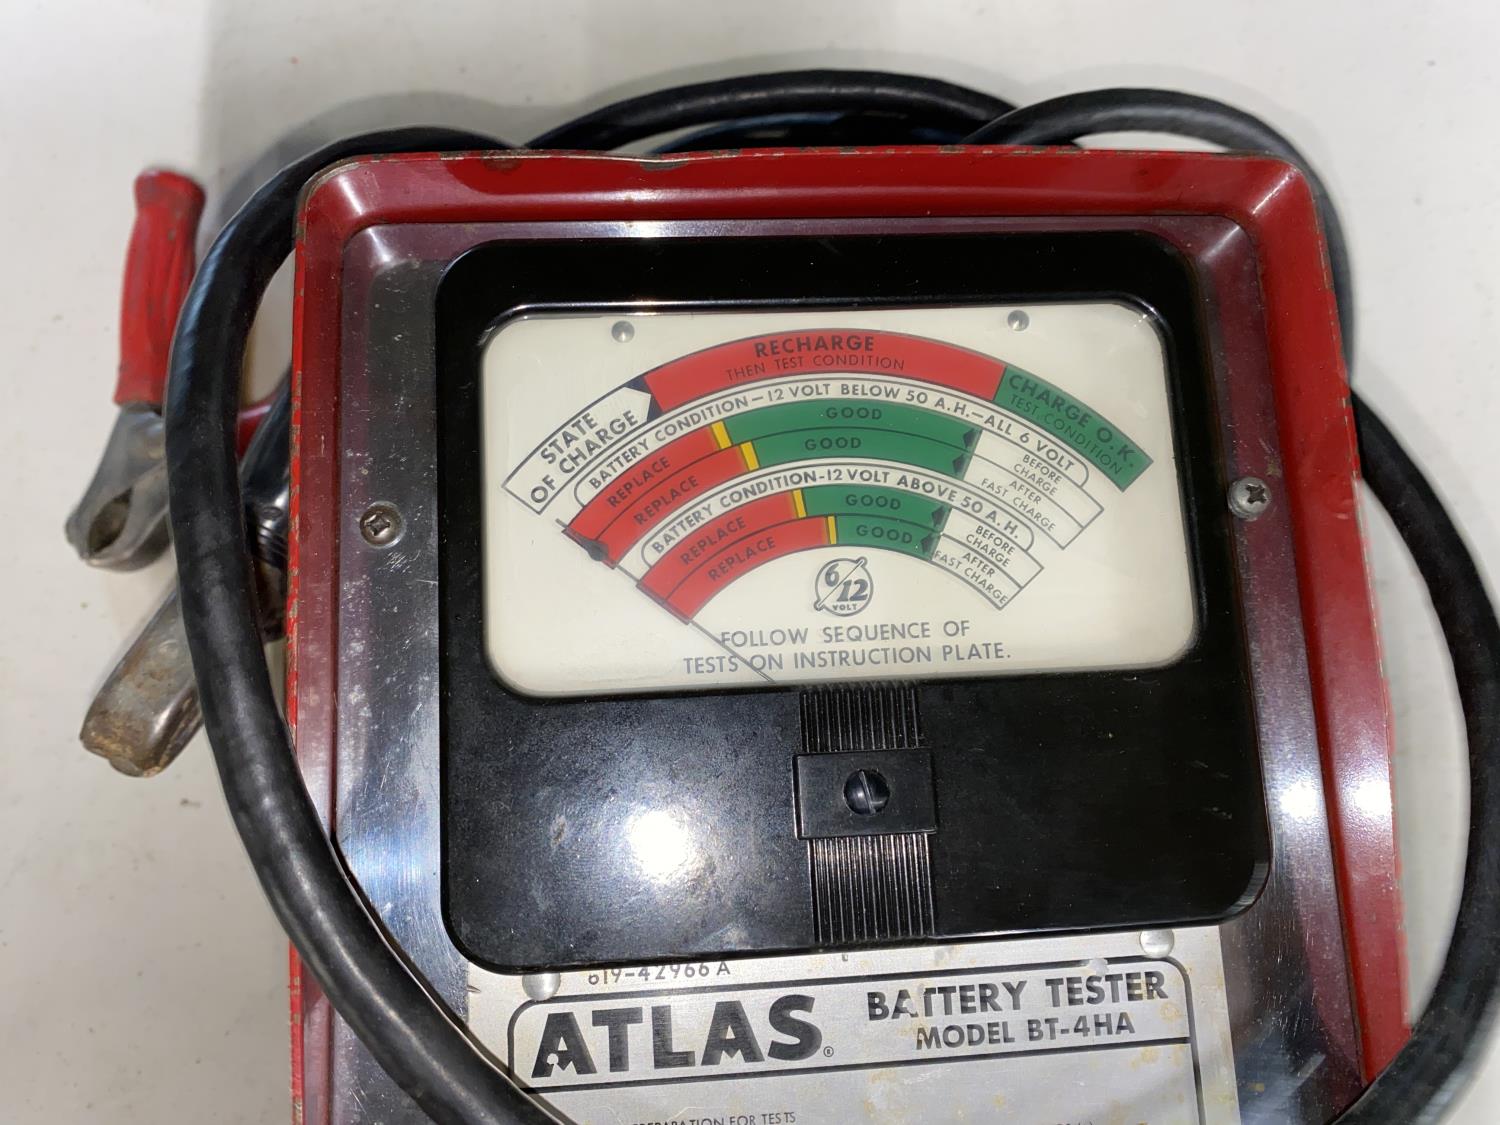 RECHARGE
THEN TEST CONDITION
CHARGE O.K.
TEST CONDITION
STATE
OF CHARGE
BATTERY CONDITION-12 VOLT BELOW 50 A.H.-ALL 6 VOLT
REPLACE GOOD BEFORE CHARGE
REPLACE GOOD AFTER FAST CHARGE
BATTERY CONDITION-12 VOLT ABOVE 50 A.H.
REPLACE GOOD BEFORE CHARGE
REPLACE GOOD AFTER FAST CHARGE
6/12
VOLT
FOLLOW SEQUENCE OF
TESTS ON INSTRUCTION PLATE.
619-42966 A
ATLAS® BATTERY TESTER
MODEL BT-4HA
FOR TESTS